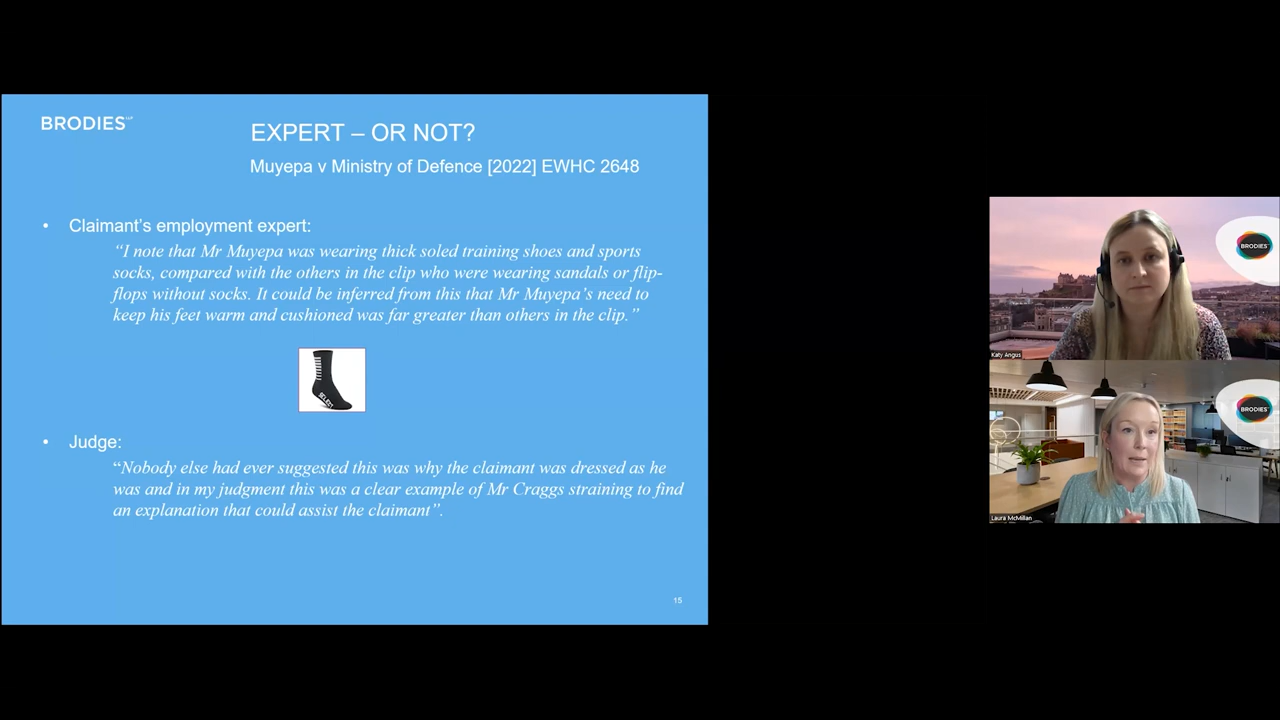 BRODIES LLP
EXPERT – OR NOT?
Muyepa v Ministry of Defence [2022] EWHC 2648
• Claimant's employment expert:
“I note that Mr Muyepa was wearing thick soled training shoes and sports
socks, compared with the others in the clip who were wearing sandals or flip-
flops without socks. It could be inferred from this that Mr Muyepa's need to
keep his feet warm and cushioned was far greater than others in the clip.”
SELECT
• Judge:
“Nobody else had ever suggested this was why the claimant was dressed as he
was and in my judgment this was a clear example of Mr Craggs straining to find
an explanation that could assist the claimant”.
15
BRODIES
Katy Angus
BRODIES
Laura McMillan